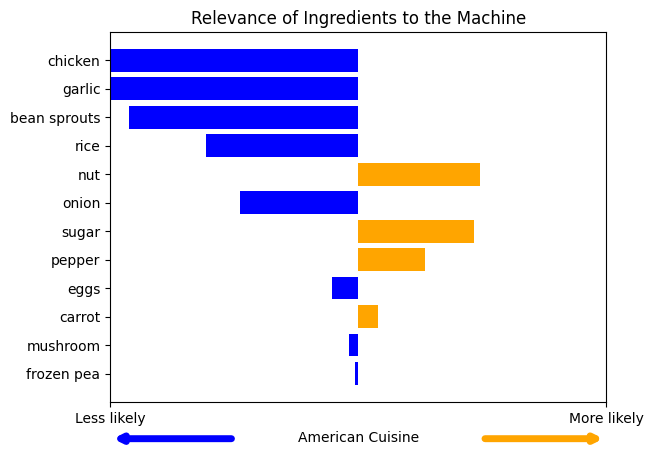 Relevance of Ingredients to the Machine
chicken
garlic
bean sprouts
rice
nut
onion
sugar
pepper
eggs
carrot
mushroom
frozen pea
Less likely
More likely
American Cuisine